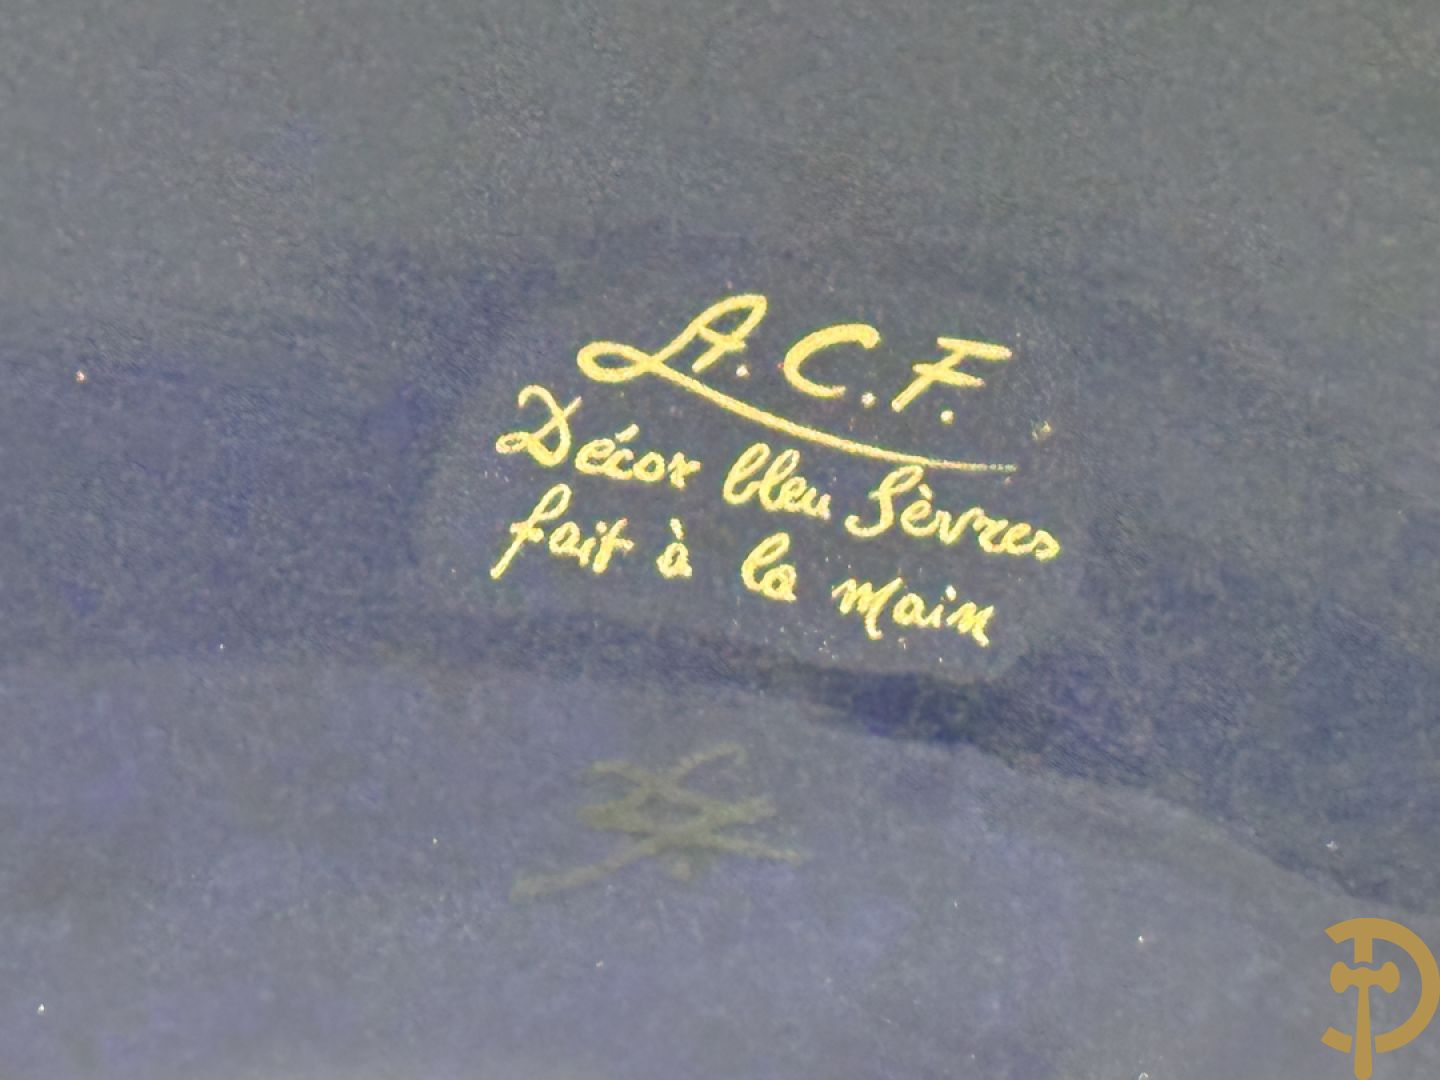 A.C.F.
Décor bleu Sèvres
fait à la main